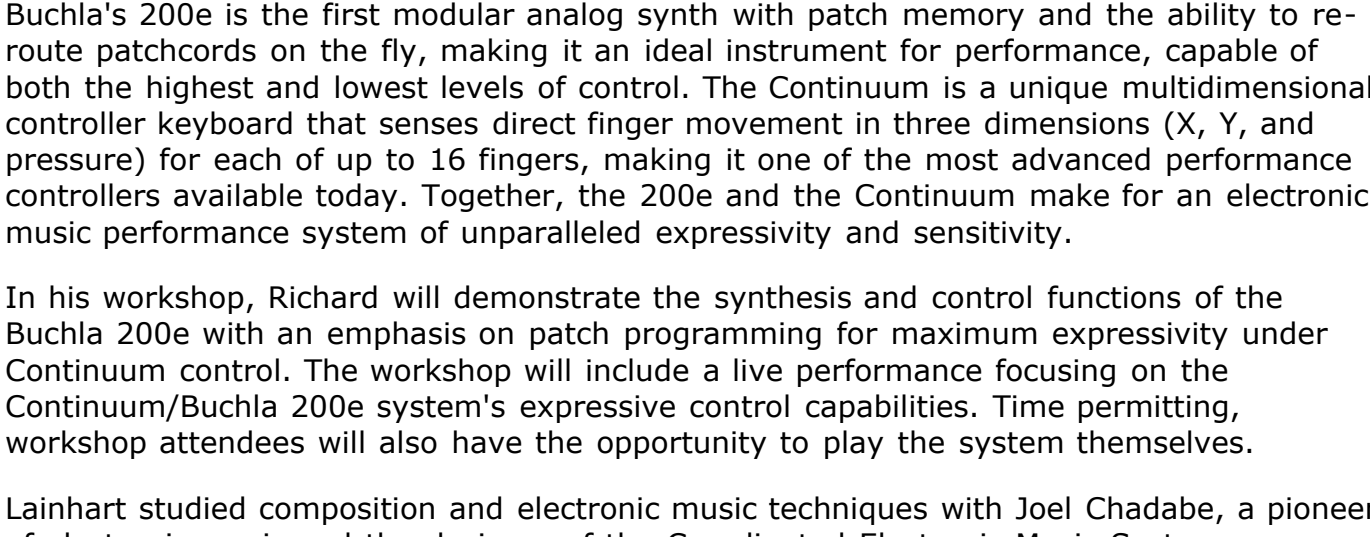 Buchla's 200e is the first modular analog synth with patch memory and the ability to re-
route patchcords on the fly, making it an ideal instrument for performance, capable of
both the highest and lowest levels of control. The Continuum is a unique multidimensional
controller keyboard that senses direct finger movement in three dimensions (X, Y, and
pressure) for each of up to 16 fingers, making it one of the most advanced performance
controllers available today. Together, the 200e and the Continuum make for an electronic
music performance system of unparalleled expressivity and sensitivity.
In his workshop, Richard will demonstrate the synthesis and control functions of the
Buchla 200e with an emphasis on patch programming for maximum expressivity under
Continuum control. The workshop will include a live performance focusing on the
Continuum/Buchla 200e system's expressive control capabilities. Time permitting,
workshop attendees will also have the opportunity to play the system themselves.
Lainhart studied composition and electronic music techniques with Joel Chadabe, a pioneer